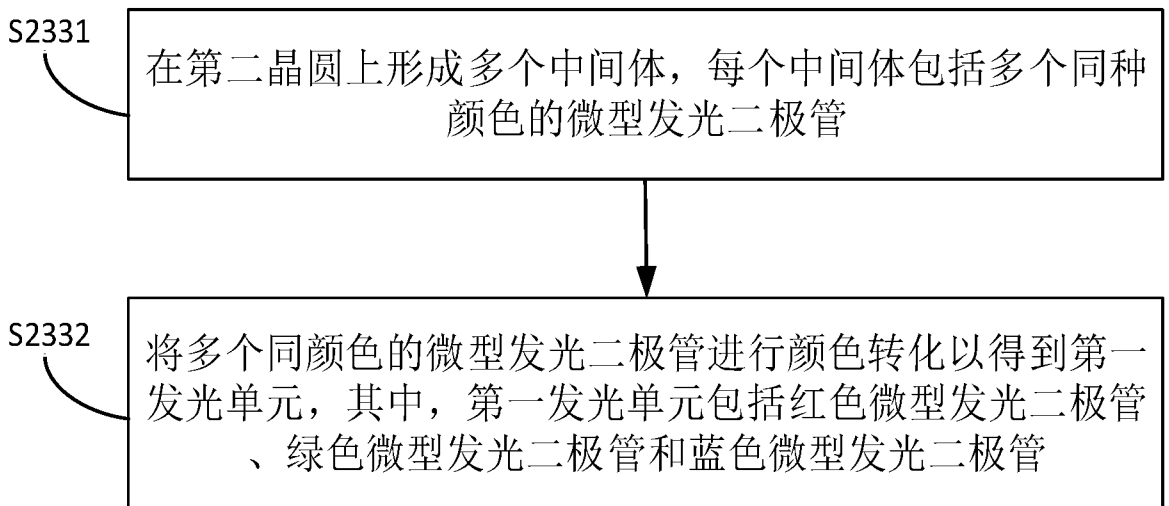 S2331
在第二晶圆上形成多个中间体，每个中间体包括多个同种
颜色的微型发光二极管
S2332
将多个同颜色的微型发光二极管进行颜色转化以得到第一
发光单元，其中，第一发光单元包括红色微型发光二极管
、绿色微型发光二极管和蓝色微型发光二极管